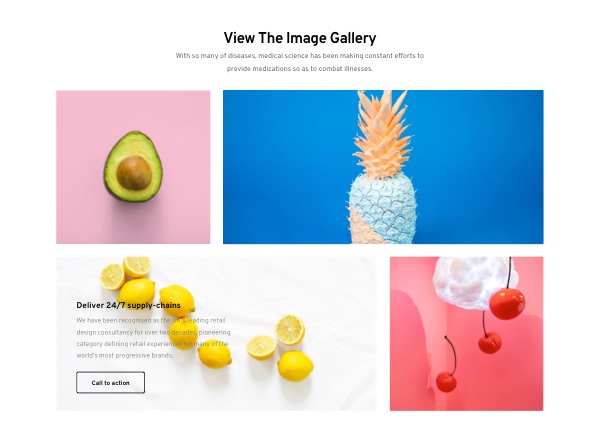 View The Image Gallery
With so many of diseases, medical science has been making constant efforts to
provide medications so as to combat illnesses.
Deliver 24/7 supply-chains
We have been recognised as the UK's leading retail
design consultancy for over two decades, pioneering
category defining retail experiences for many of the
world's most progressive brands.
Call to action